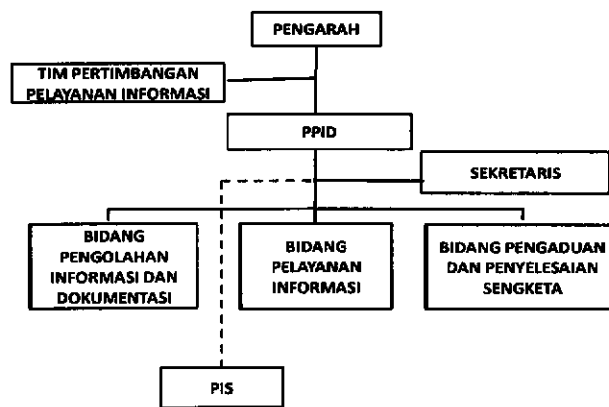 PENGARAH
TIM PERTIMBANGAN
PELAYANAN INFORMASI
PPID
SEKRETARIS
BIDANG
PENGOLAHAN
INFORMASI DAN
DOKUMENTASI
BIDANG
PELAYANAN
INFORMASI
BIDANG PENGADUAN
DAN PENYELESAIAN
SENGKETA
PIS